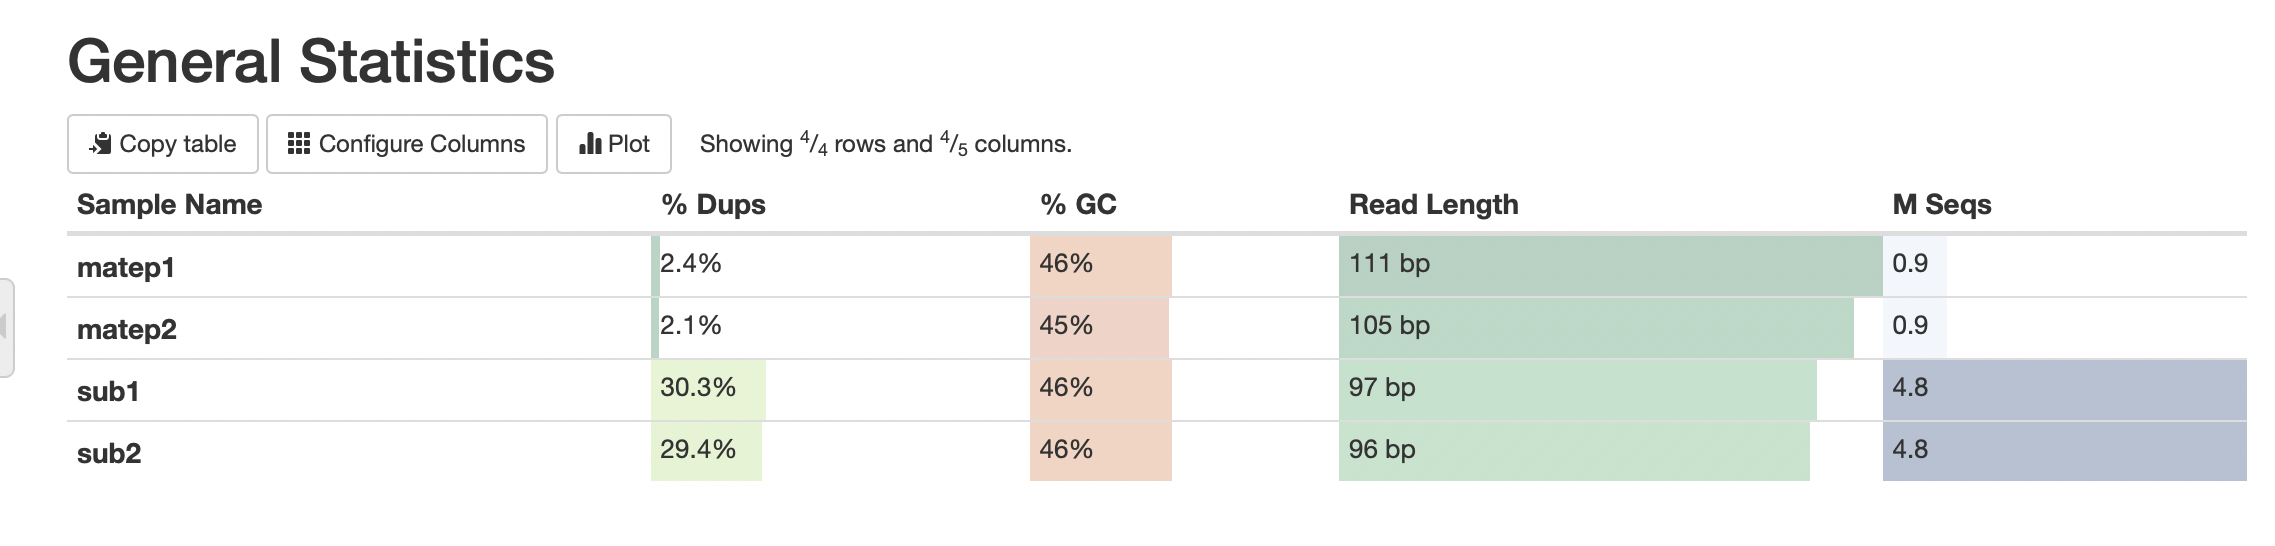 General Statistics
Copy table Configure Columns Plot Showing 4/4 rows and 4/5 columns.
Sample Name % Dups % GC Read Length M Seqs
matep1 2.4% 46% 111 bp 0.9
matep2 2.1% 45% 105 bp 0.9
sub1 30.3% 46% 97 bp 4.8
sub2 29.4% 46% 96 bp 4.8